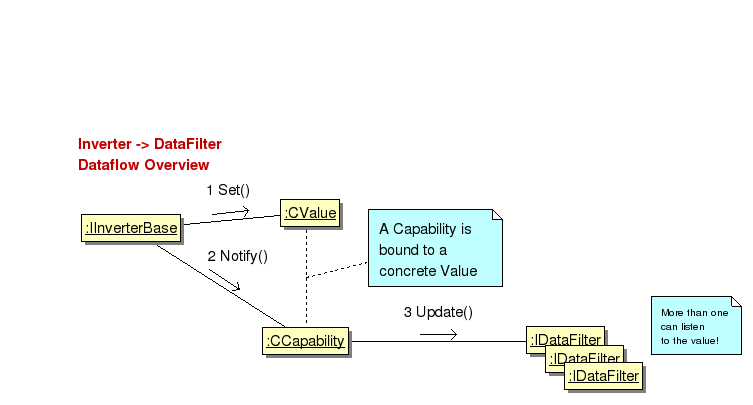 Inverter -> DataFilter
Dataflow Overview
1 Set()
:CValue
:IInverterBase
A Capability is
bound to a
concrete Value
2 Notify()
3 Update()
:CCapability
:IDataFilter
:IDataFilter
:IDataFilter
More than one
can listen
to the value!